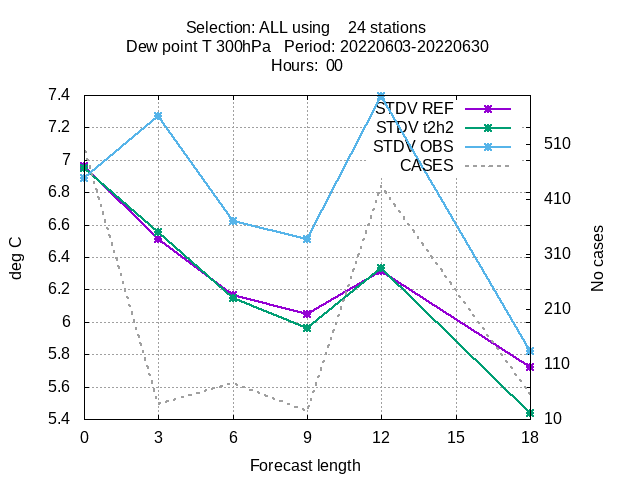 Selection: ALL using 24 stations
Dew point T 300hPa Period: 20220603-20220630
Hours: 00
STDV REF
STDV t2h2
STDV OBS
CASES
deg C
7.4
7.2
7
6.8
6.6
6.4
6.2
6
5.8
5.6
5.4
510
410
310
210
110
10
No cases
0 3 6 9 12 15 18
Forecast length